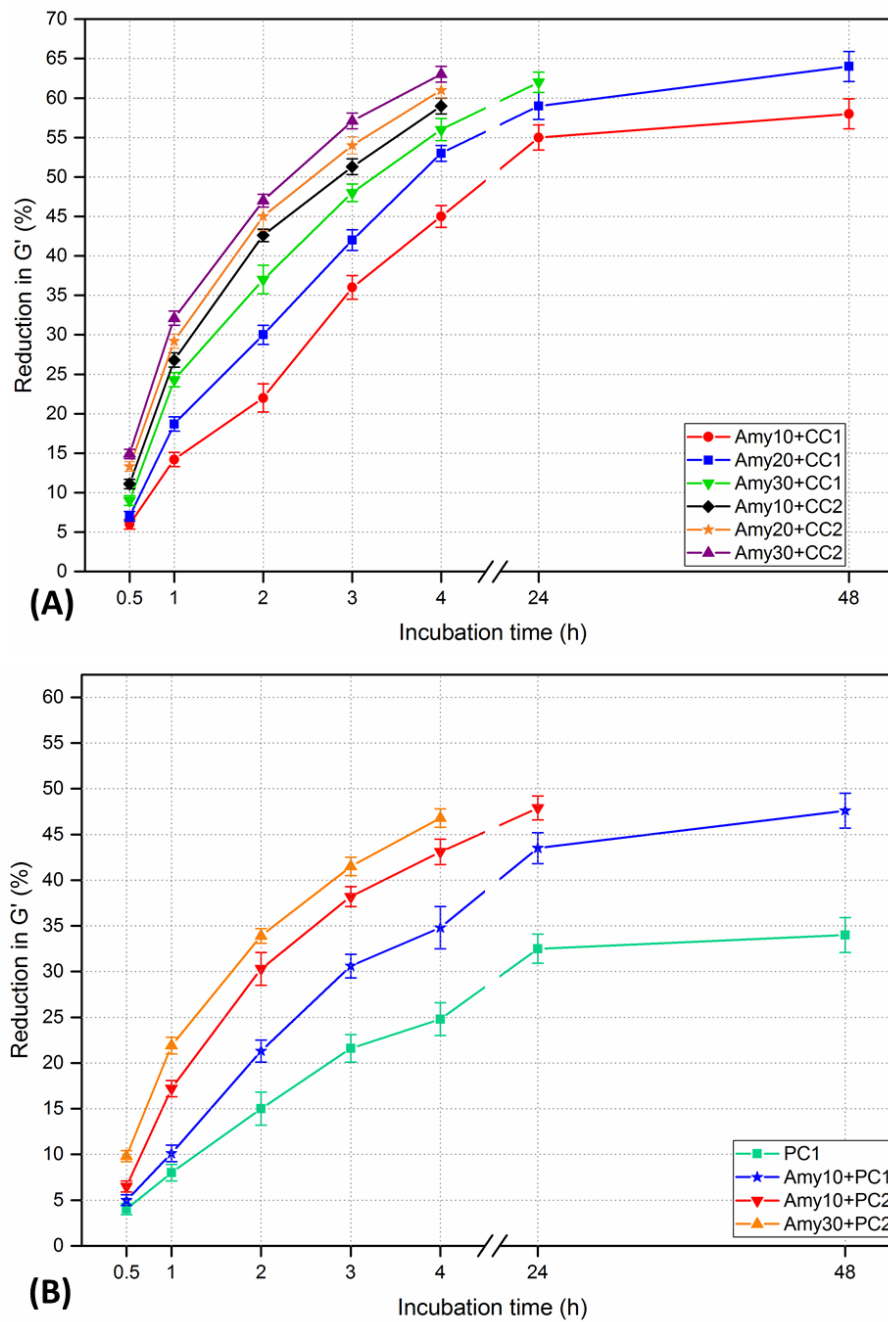 70
65
60
55
50
45
40
35
30
25
20
15
10
5
0
Reduction in G' (%)
Amy10+CC1
Amy20+CC1
Amy30+CC1
Amy10+CC2
Amy20+CC2
Amy30+CC2
0.5 1 2 3 4 24 48
(A)
Incubation time (h)
60
55
50
45
40
35
30
25
20
15
10
5
0
Reduction in G' (%)
PC1
Amy10+PC1
Amy10+PC2
Amy30+PC2
0.5 1 2 3 4 24 48
(B)
Incubation time (h)